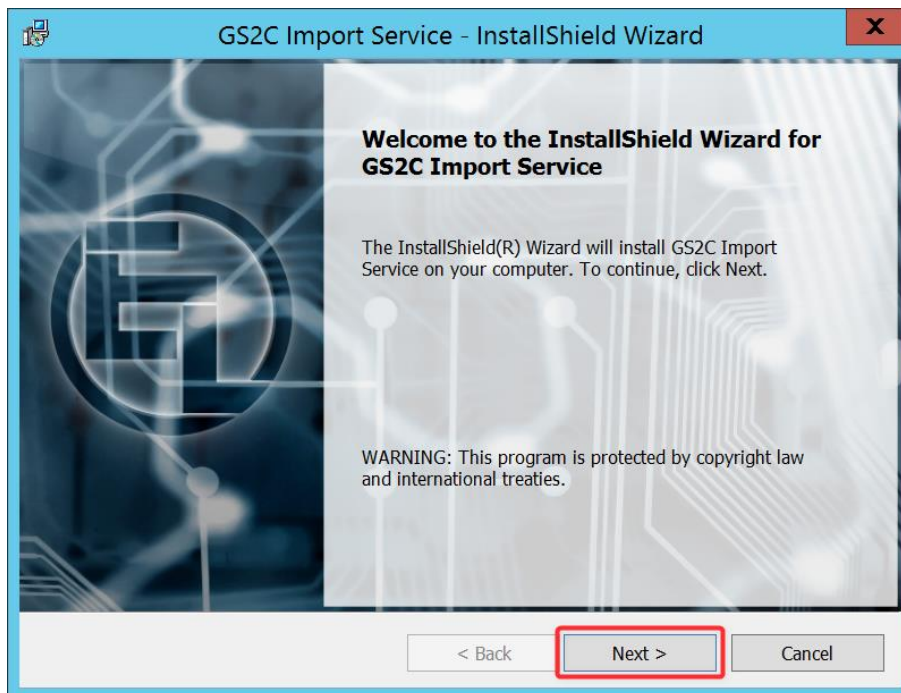 GS2C Import Service - InstallShield Wizard
X
Welcome to the InstallShield Wizard for
GS2C Import Service
The InstallShield(R) Wizard will install GS2C Import
Service on your computer. To continue, click Next.
WARNING: This program is protected by copyright law
and international treaties.
< Back Next > Cancel